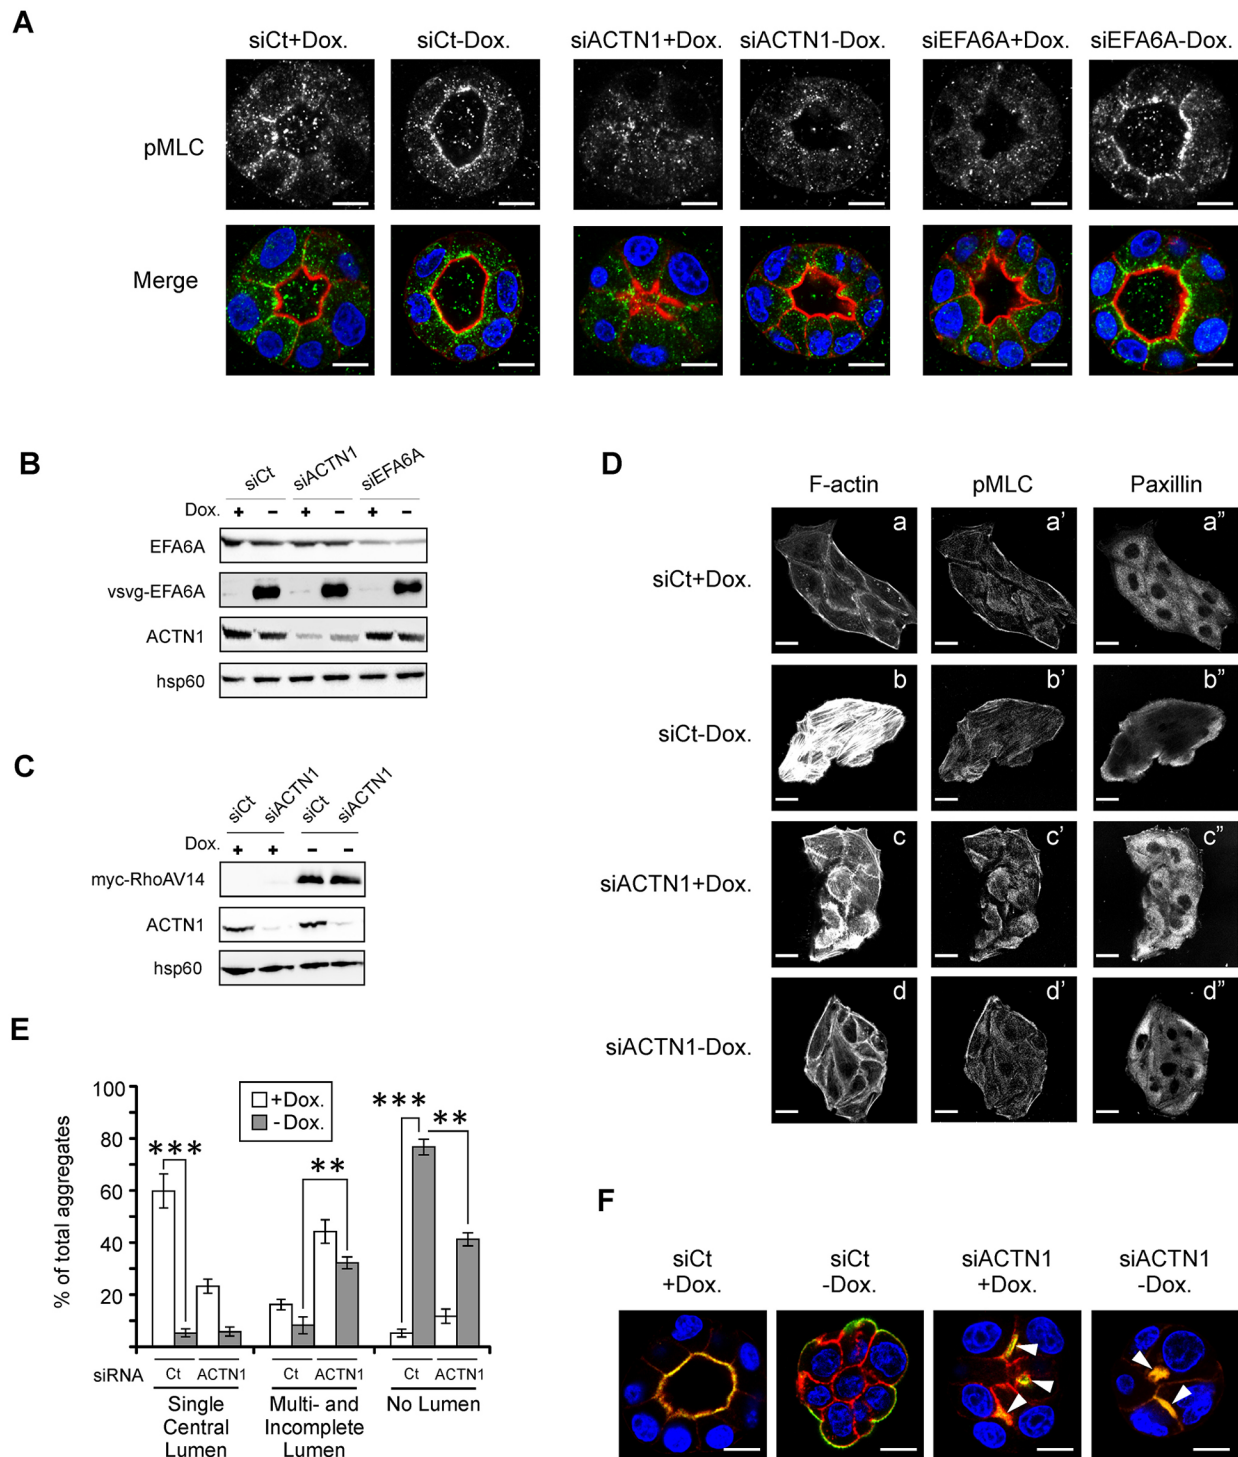 A
siCt+Dox. siCt-Dox. siACTN1+Dox. siACTN1-Dox. siEFA6A+Dox. siEFA6A-Dox.
pMLC
Merge
B
siCt siACTN1 siEFA6A
Dox. + – + – + –
EFA6A
vsvg-EFA6A
ACTN1
hsp60
C
siCt siACTN1 siCt siACTN1
Dox. + + – –
myc-RhoAV14
ACTN1
hsp60
D
F-actin pMLC Paxillin
siCt+Dox. a a' a"
siCt-Dox. b b' b"
siACTN1+Dox. c c' c"
siACTN1-Dox. d d' d"
E
% of total aggregates
100
80
60
40
20
+Dox.
-Dox.
*** ** *** **
siRNA Ct ACTN1 Ct ACTN1 Ct ACTN1
Single Central Lumen
Multi- and Incomplete Lumen
No Lumen
F
siCt +Dox.
siCt -Dox.
siACTN1 +Dox.
siACTN1 -Dox.